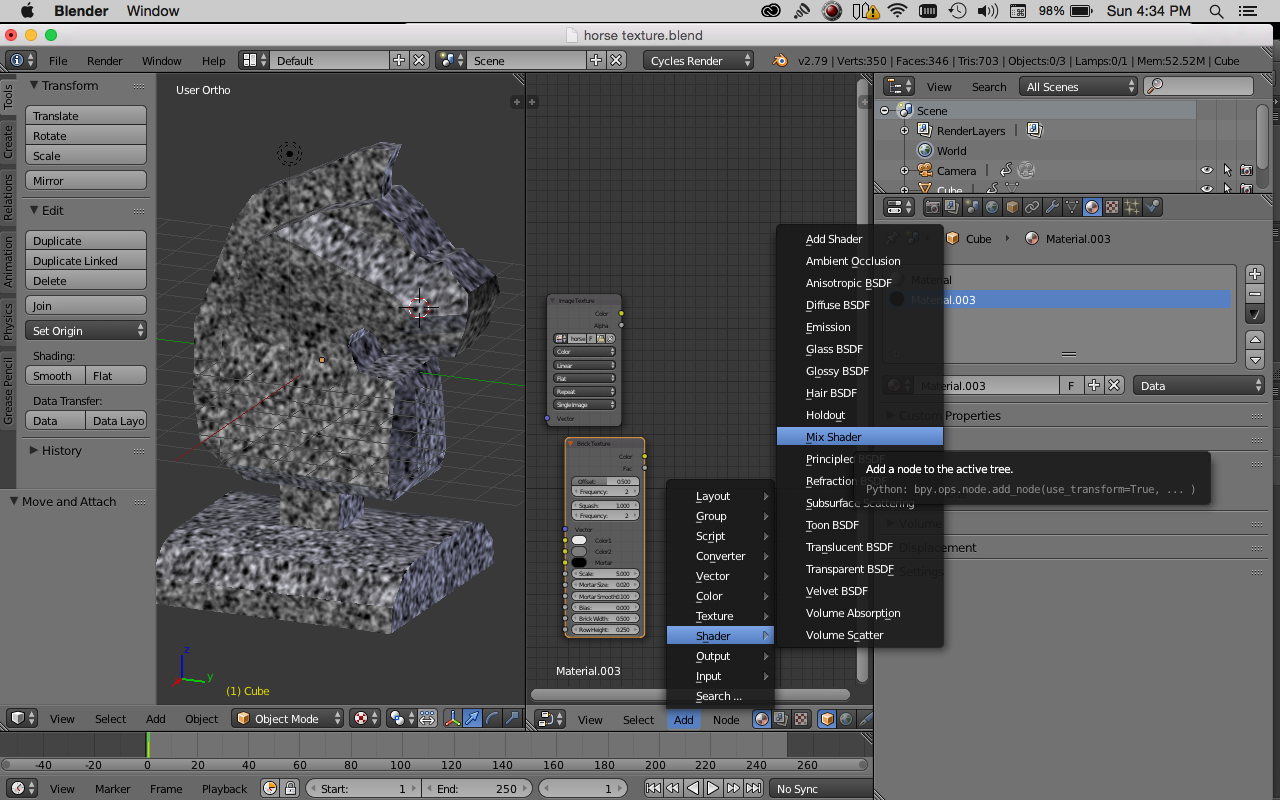 Blender Window
98% Sun 4:34 PM
horse texture.blend
File Render Window Help
Default
Scene
Cycles Render
v2.79 | Verts:350 | Faces:346 | Tris:703 | Objects:0/3 | Lamps:0/1 | Mem:52.52M | Cube
Tools
Create
Relations
Animation
Physics
Grease Pencil
Transform
Translate
Rotate
Scale
Mirror
Edit
Duplicate
Duplicate Linked
Delete
Join
Set Origin
Shading:
Smooth Flat
Data Transfer:
Data Data Layo
History
Move and Attach
User Ortho
z
y
(1) Cube
View Select Add Object Object Mode
Image Texture
Color
Alpha
horse F
Color
Linear
Flat
Repeat
Single Image
Vector
Brick Texture
Color
Fac
Offset: 0.500
Frequency: 2
Squash: 1.000
Frequency: 2
Vector
Color1
Color2
Mortar
Scale: 5.000
Mortar Size: 0.020
Mortar Smooth:0.100
Bias: 0.000
Brick Width: 0.500
Row Height: 0.250
Material.003
Layout
Group
Script
Converter
Vector
Color
Texture
Shader
Output
Input
Search ...
View Select Add Node
Add Shader
Ambient Occlusion
Anisotropic BSDF
Diffuse BSDF
Emission
Glass BSDF
Glossy BSDF
Hair BSDF
Holdout
Mix Shader
Principled BSDF
Refraction BSDF
Subsurface Scattering
Toon BSDF
Translucent BSDF
Transparent BSDF
Velvet BSDF
Volume Absorption
Volume Scatter
Add a node to the active tree.
Python: bpy.ops.node.add_node(use_transform=True, ... )
View Search All Scenes
Scene
RenderLayers
World
Camera
Cube
Cube Material.003
Material
Material.003
Material.003 F Data
Custom Properties
Volume
Displacement
Settings
-40 -20 0 20 40 60 80 100 120 140 160 180 200 220 240 260
View Marker Frame Playback
Start: 1
End: 250
1
No Sync